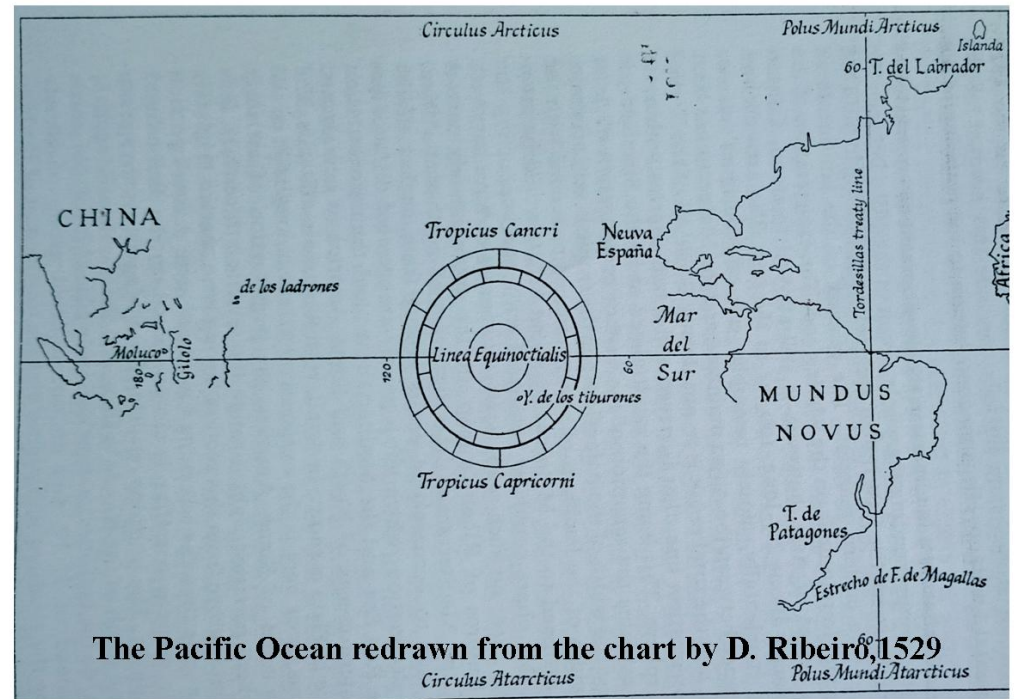 Circulus Arcticus
Polus Mundi Arcticus
Islanda
60
T. del Labrador
CHINA
Tropicus Cancri
Neuva
España
Tordesillas treaty line
Africa
de los ladrones
Mar
del
Sur
Moluco
Gilolo
180
120
Linea Equinoctialis
60
Y. de los tiburones
MUNDUS
NOVUS
Tropicus Capricorni
T. de
Patagones
Estrecho de F. de Magallas
60
The Pacific Ocean redrawn from the chart by D. Ribeiro,1529
Circulus Atarcticus
Polus Mundi Atarcticus